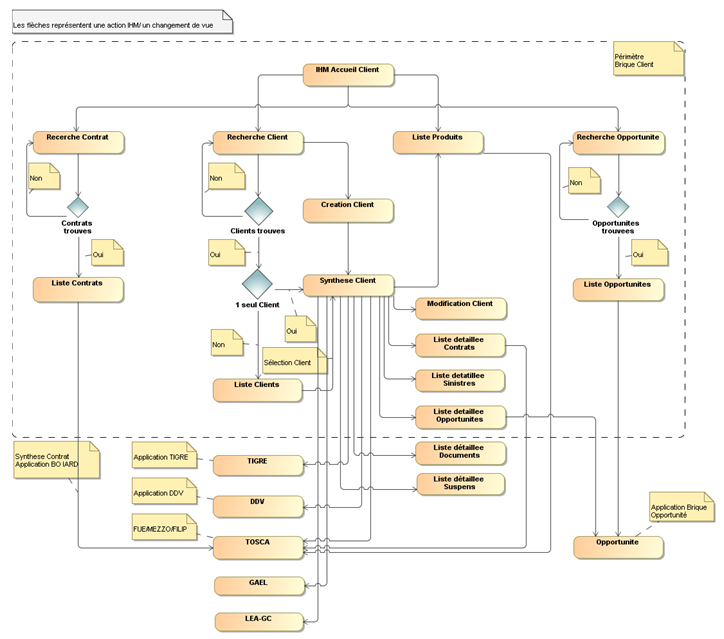 Les flèches représentent une action IHM/ un changement de vue
Périmètre
Brique Client
IHM Accueil Client
Recerche Contrat
Recherche Client
Liste Produits
Recherche Opportunite
Non
Non
Non
Creation Client
Contrats
trouves
Clients trouves
Opportunites
trouvees
Oui
Oui
Oui
Liste Contrats
Synthese Client
Liste Opportunites
1 seul Client
Modification Client
Oui
Non
Sélection Client
Liste detaillee
Contrats
Liste detatillee
Sinistres
Liste Clients
Liste detaillee
Opportunites
Synthese Contrat
Application BO IARD
Application TIGRE
TIGRE
Liste détaillee
Documents
Liste détaillee
Suspens
Application DDV
DDV
Application Brique
Opportunité
FUE/MEZZO/FILIP
TOSCA
Opportunite
GAEL
LEA-GC